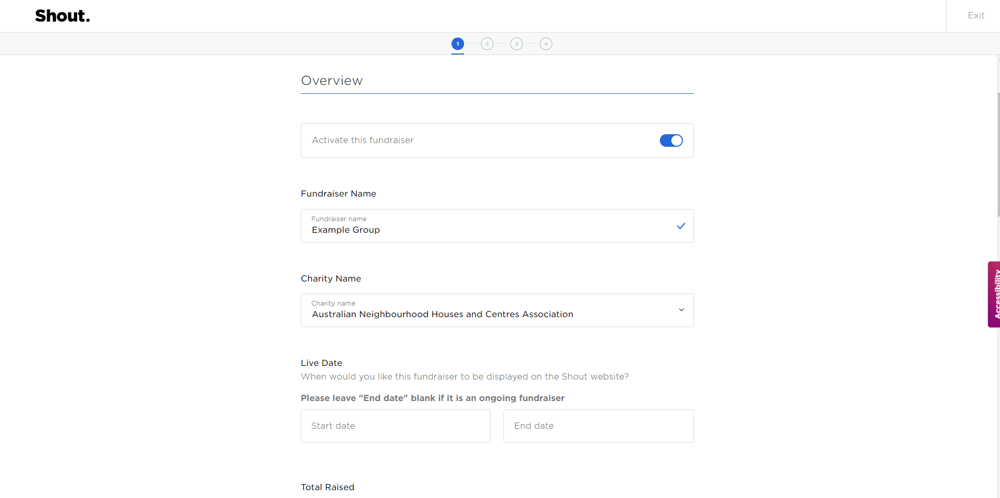 Shout.
Exit
1 2 3 4
Overview
Activate this fundraiser
Fundraiser Name
Fundraiser name
Example Group
Charity Name
Charity name
Australian Neighbourhood Houses and Centres Association
Accessibility
Live Date
When would you like this fundraiser to be displayed on the Shout website?
Please leave "End date" blank if it is an ongoing fundraiser
Start date
End date
Total Raised